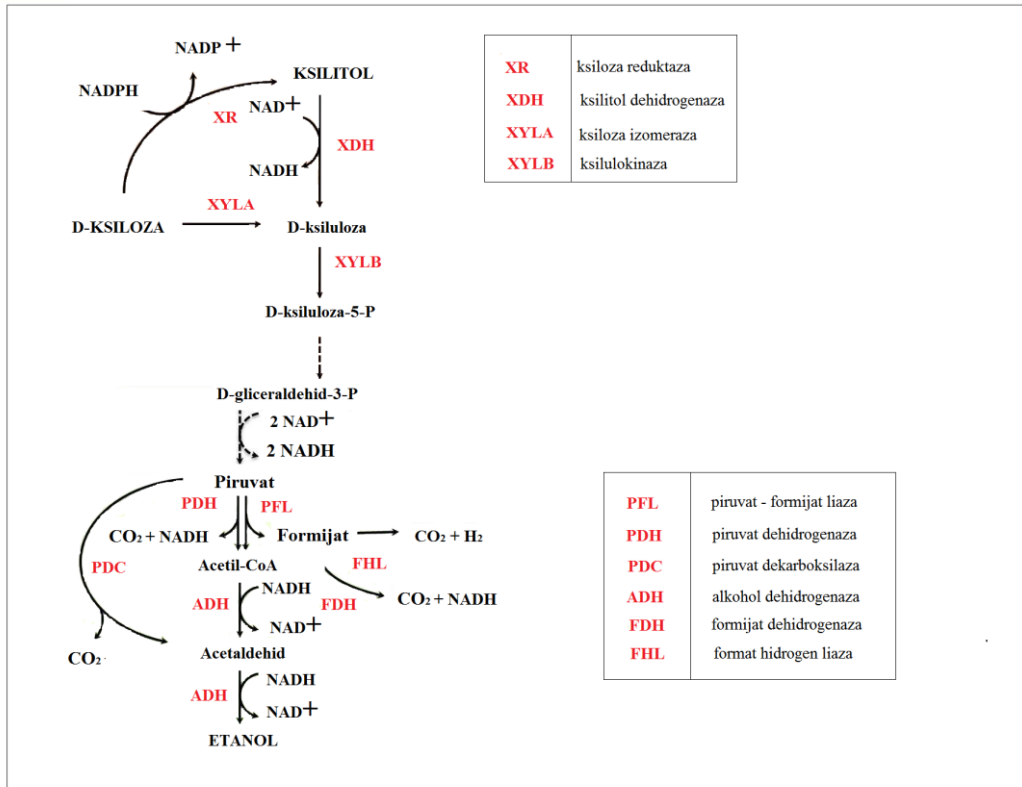 NADP +
KSILITOL
NADPH
NAD+
XR
XDH
NADH
XYLA
D-KSILOZA
D-ksiluloza
XYLB
D-ksiluloza-5-P
D-gliceraldehid-3-P
2 NAD+
2 NADH
Piruvat
PDH
PFL
CO2 + NADH
Formijat
CO2 + H2
PDC
Acetil-CoA
FHL
NADH
ADH
FDH
CO2 + NADH
NAD+
Acetaldehid
CO2
NADH
ADH
NAD+
ETANOL
XR ksiloza reduktaza
XDH ksilitol dehidrogenaza
XYLA ksiloza izomeraza
XYLB ksilulokinaza
PFL piruvat - formijat liaza
PDH piruvat dehidrogenaza
PDC piruvat dekarboksilaza
ADH alkohol dehidrogenaza
FDH formijat dehidrogenaza
FHL format hidrogen liaza